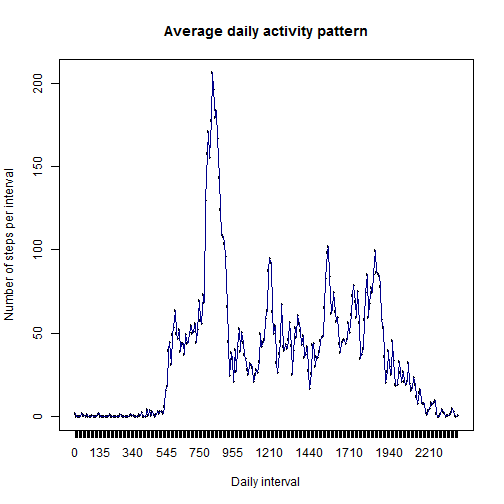 Average daily activity pattern
Number of steps per interval
200
150
100
50
0
0 135 340 545 750 955 1210 1440 1710 1940 2210
Daily interval